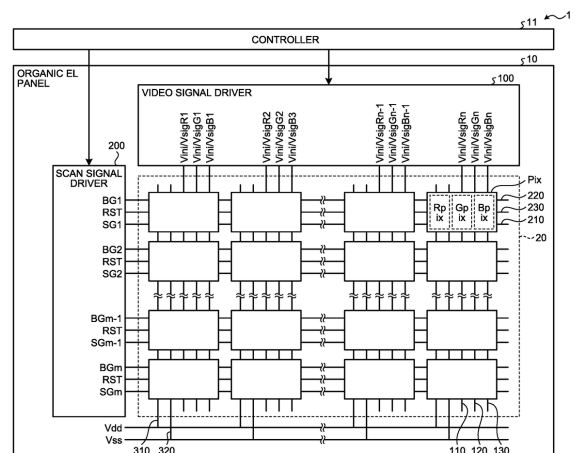 1
11
CONTROLLER
10
ORGANIC EL
PANEL
100
VIDEO SIGNAL DRIVER
Vini/VsigR1
Vini/VsigG1
Vini/VsigB1
Vini/VsigR2
Vini/VsigG2
Vini/VsigB3
Vini/VsigRn-1
Vini/VsigGn-1
Vini/VsigBn-1
Vini/VsigRn
Vini/VsigGn
Vini/VsigBn
200
SCAN SIGNAL
DRIVER
Pix
BG1
RST
SG1
Rp
ix
Gp
ix
Bp
ix
220
230
210
20
BG2
RST
SG2
BGm-1
RST
SGm-1
BGm
RST
SGm
Vdd
Vss
310
320
110
120
130